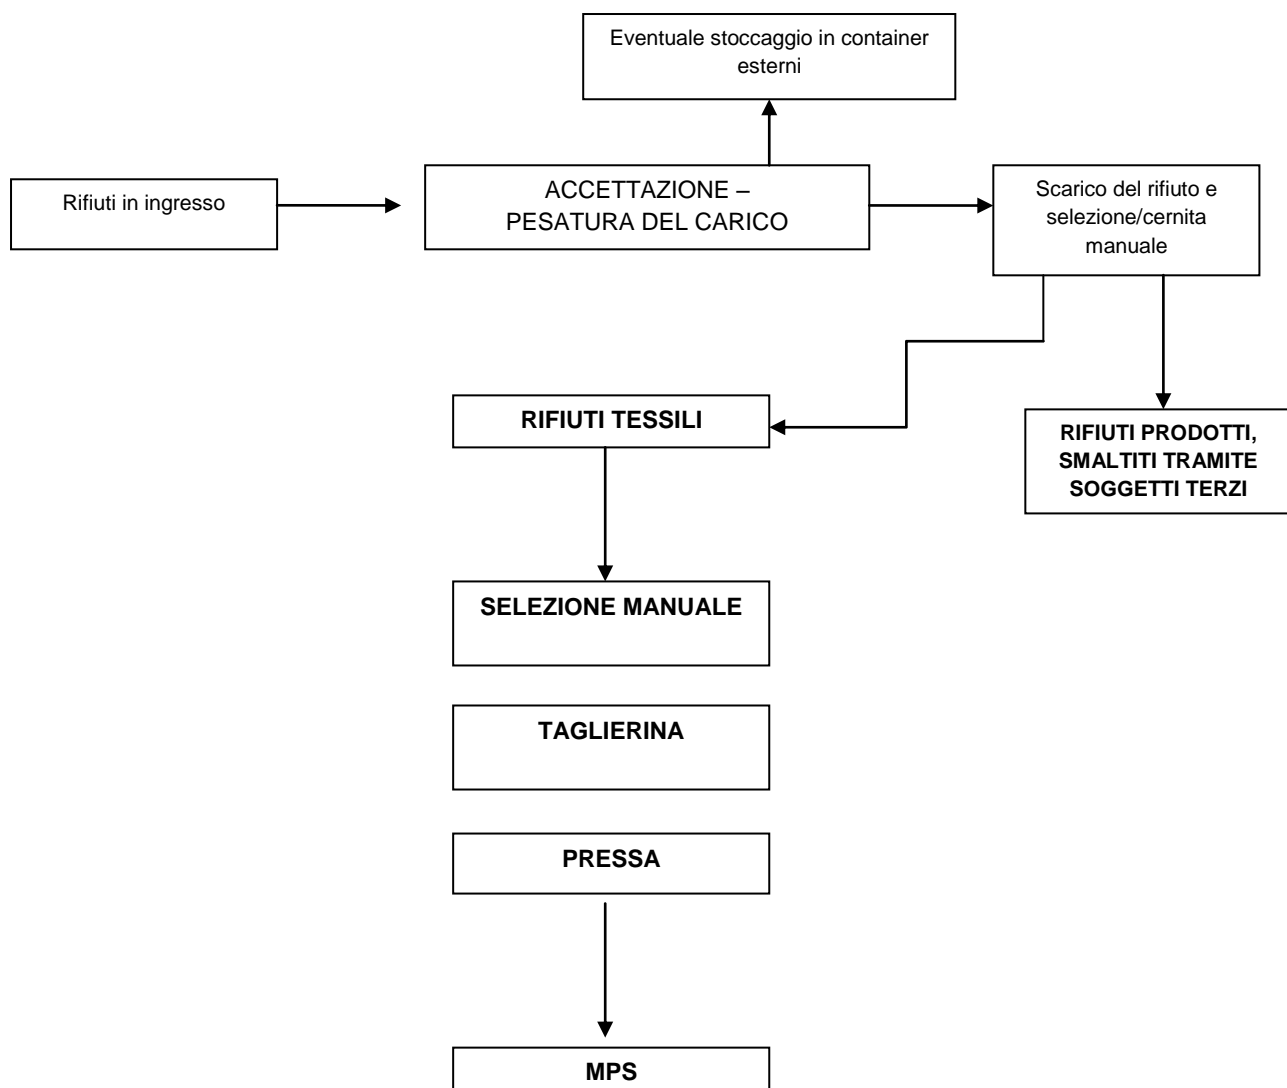 Eventuale stoccaggio in container
esterni
Rifiuti in ingresso
ACCETTAZIONE –
PESATURA DEL CARICO
Scarico del rifiuto e
selezione/cernita
manuale
RIFIUTI TESSILI
RIFIUTI PRODOTTI,
SMALTITI TRAMITE
SOGGETTI TERZI
SELEZIONE MANUALE
TAGLIERINA
PRESSA
MPS